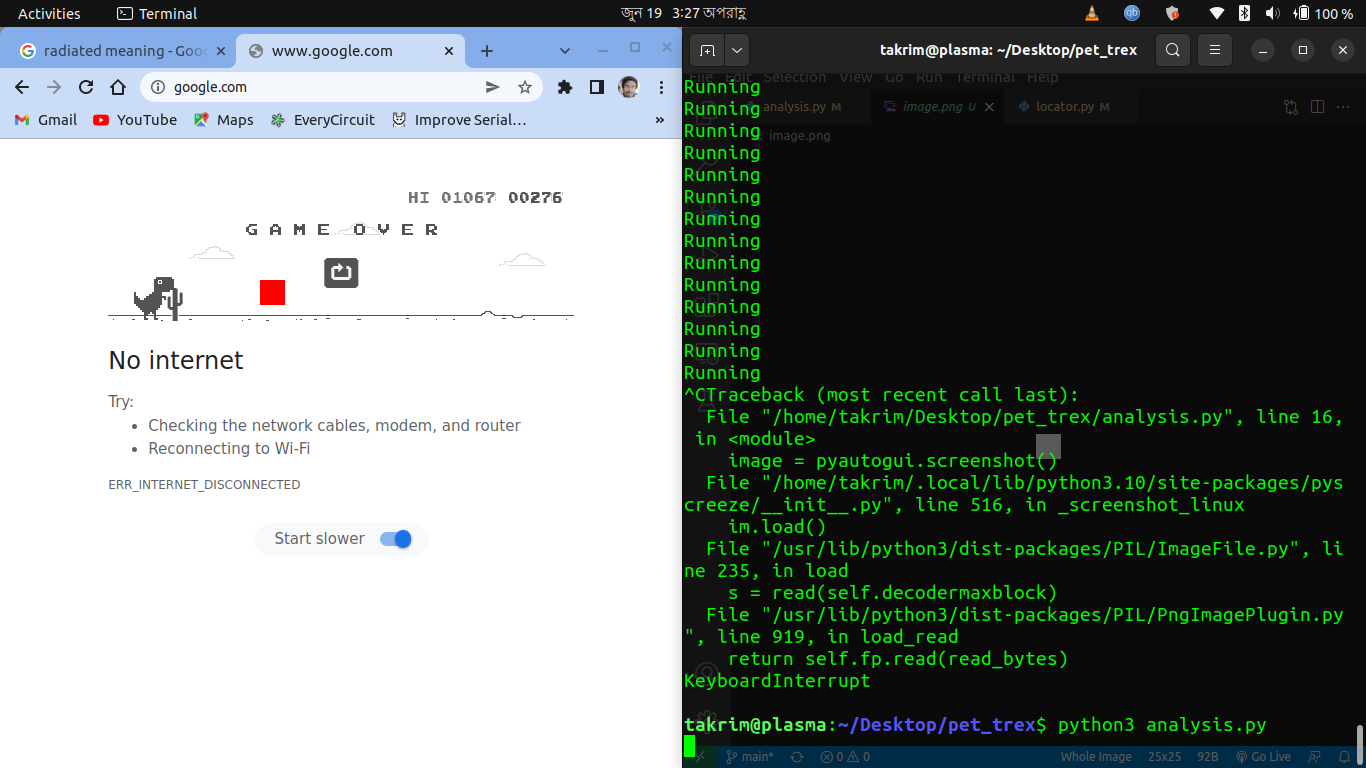 Activities
Terminal
জুন 19 3:27 অপরাহ্ণ
100 %
radiated meaning - Goog
www.google.com
google.com
Gmail
YouTube
Maps
EveryCircuit
Improve Serial…
»
HI 01067 00276
GAME OVER
No internet
Try:
• Checking the network cables, modem, and router
• Reconnecting to Wi-Fi
ERR_INTERNET_DISCONNECTED
Start slower
takrim@plasma: ~/Desktop/pet_trex
File Edit Selection View Go Run Terminal Help
analysis.py M
image.png U
locator.py M
image.png
Running
Running
Running
Running
Running
Running
Running
Running
Running
Running
Running
Running
Running
Running
^CTraceback (most recent call last):
File "/home/takrim/Desktop/pet_trex/analysis.py", line 16,
in <module>
image = pyautogui.screenshot()
File "/home/takrim/.local/lib/python3.10/site-packages/pys
creeze/__init__.py", line 516, in _screenshot_linux
im.load()
File "/usr/lib/python3/dist-packages/PIL/ImageFile.py", li
ne 235, in load
s = read(self.decodermaxblock)
File "/usr/lib/python3/dist-packages/PIL/PngImagePlugin.py
", line 919, in load_read
return self.fp.read(read_bytes)
KeyboardInterrupt
takrim@plasma:~/Desktop/pet_trex$ python3 analysis.py
main* 0 0 Whole Image 25x25 92B Go Live